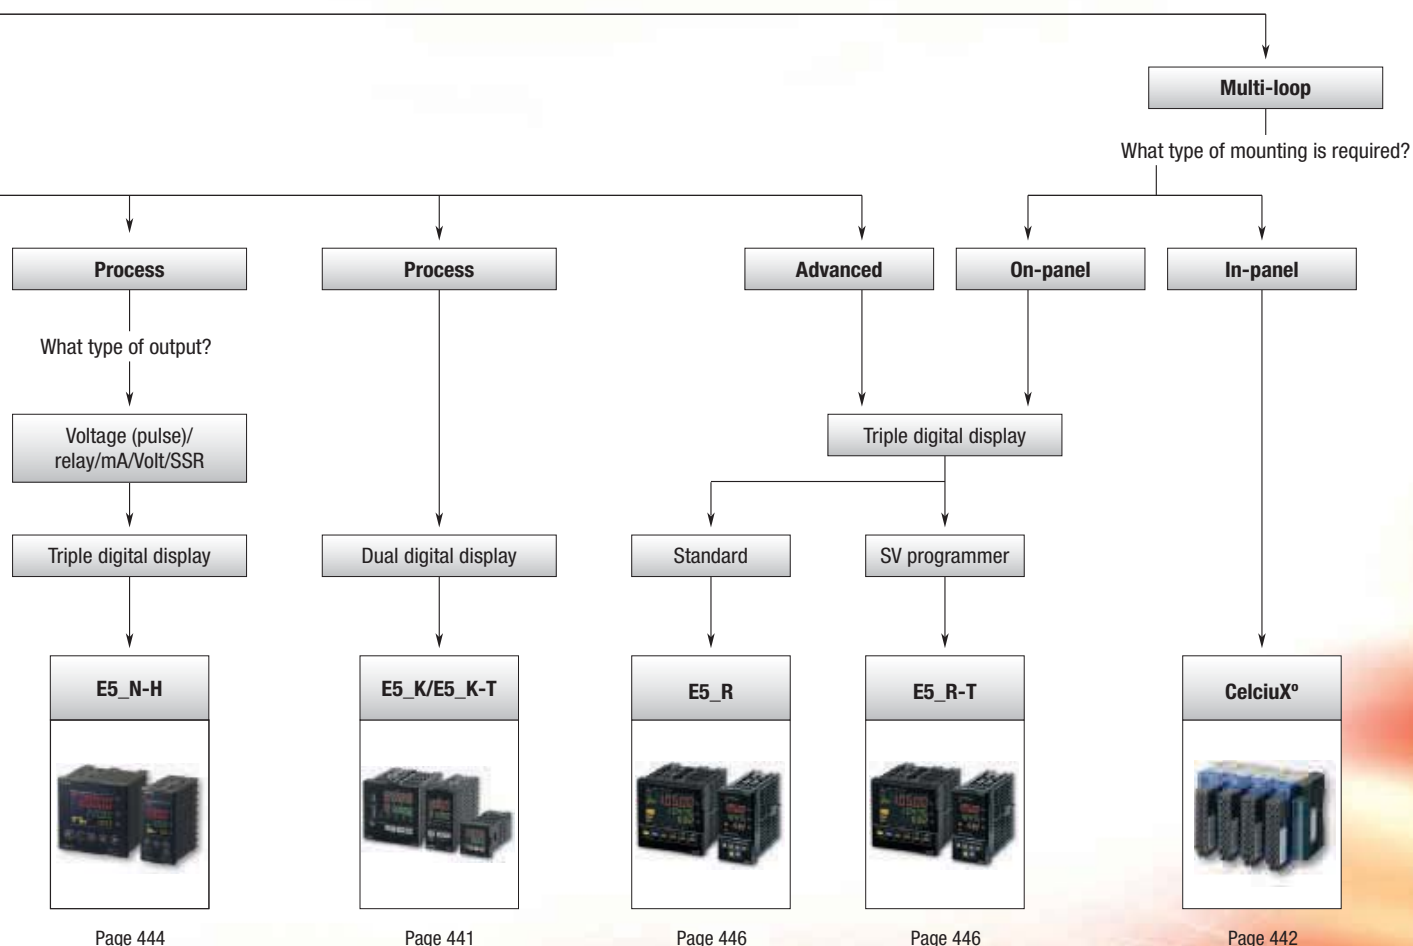 Multi-loop
What type of mounting is required?
Process
Process
Advanced
On-panel
In-panel
What type of output?
Voltage (pulse)/
relay/mA/Volt/SSR
Triple digital display
Triple digital display
Dual digital display
Standard
SV programmer
E5_N-H
E5_K/E5_K-T
E5_R
E5_R-T
CelciuXº
Page 444
Page 441
Page 446
Page 446
Page 442